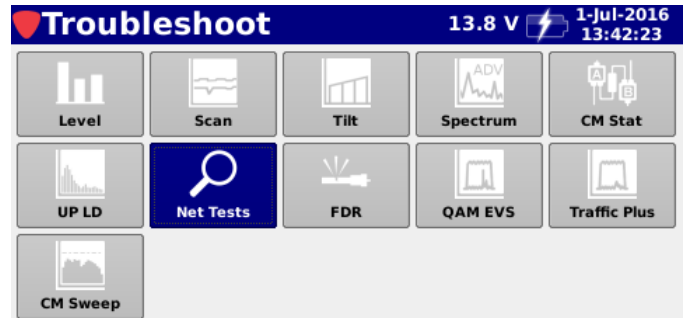 Troubleshoot
13.8 V
1-Jul-2016
13:42:23
Level
Scan
Tilt
ADV
Spectrum
A
B
CM Stat
UP LD
Net Tests
FDR
QAM EVS
Traffic Plus
CM Sweep